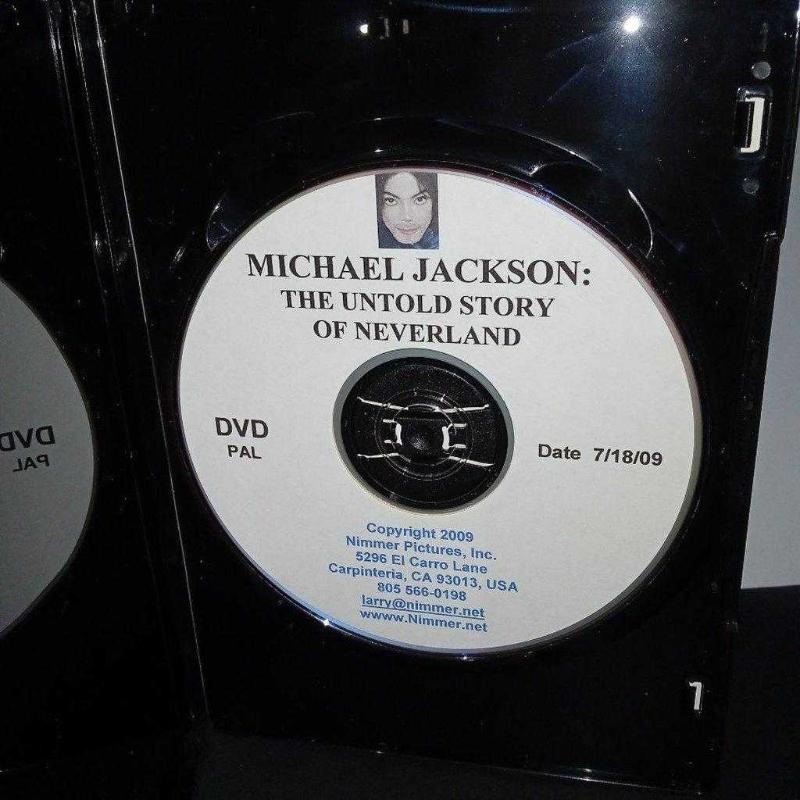 MICHAEL JACKSON:
THE UNTOLD STORY
OF NEVERLAND
DVD
PAL
Date 7/18/09
Copyright 2009
Nimmer Pictures, Inc.
5296 El Carro Lane
Carpinteria, CA 93013, USA
805 566-0198
larry@nimmer.net
www.Nimmer.net
DVD
PAL